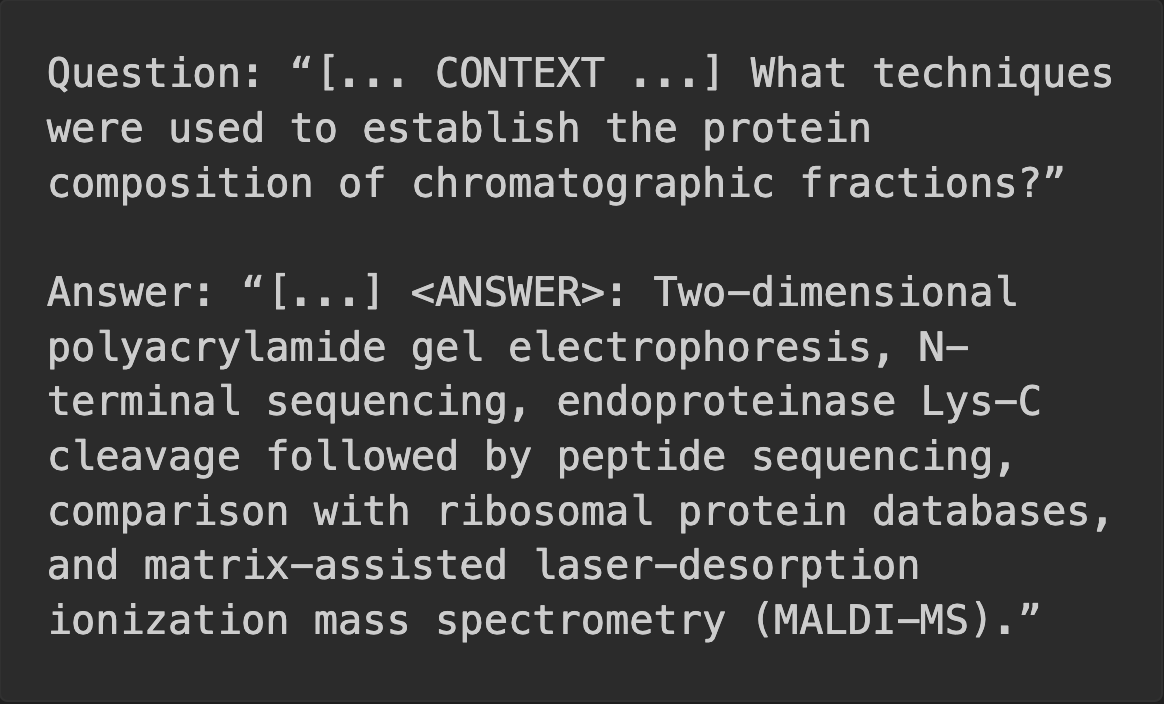 Question: “[... CONTEXT ...] What techniques
were used to establish the protein
composition of chromatographic fractions?”
Answer: “[...] <ANSWER>: Two-dimensional
polyacrylamide gel electrophoresis, N-
terminal sequencing, endoproteinase Lys-C
cleavage followed by peptide sequencing,
comparison with ribosomal protein databases,
and matrix-assisted laser-desorption
ionization mass spectrometry (MALDI-MS).”